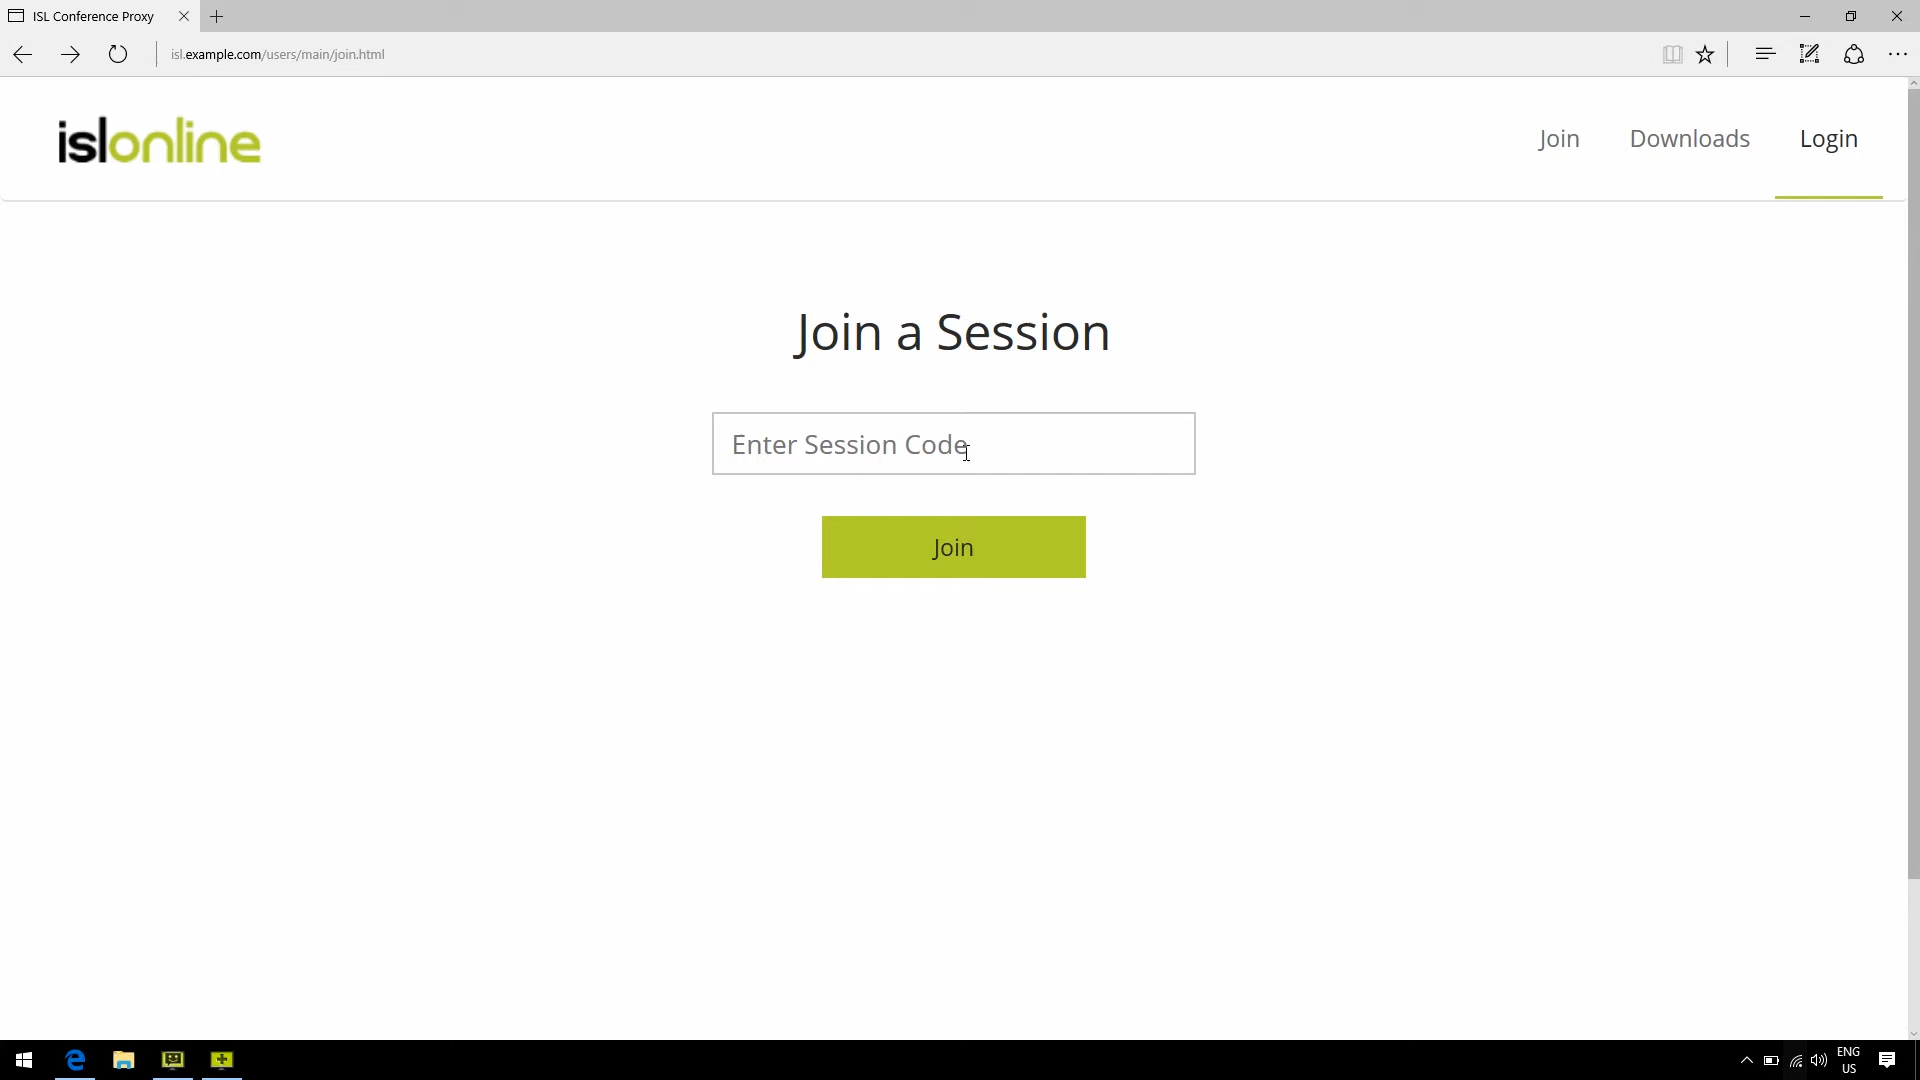 ISL Conference Proxy
isl.example.com/users/main/join.html
islonline
Join Downloads Login
Join a Session
Enter Session Code
Join
ENG
US